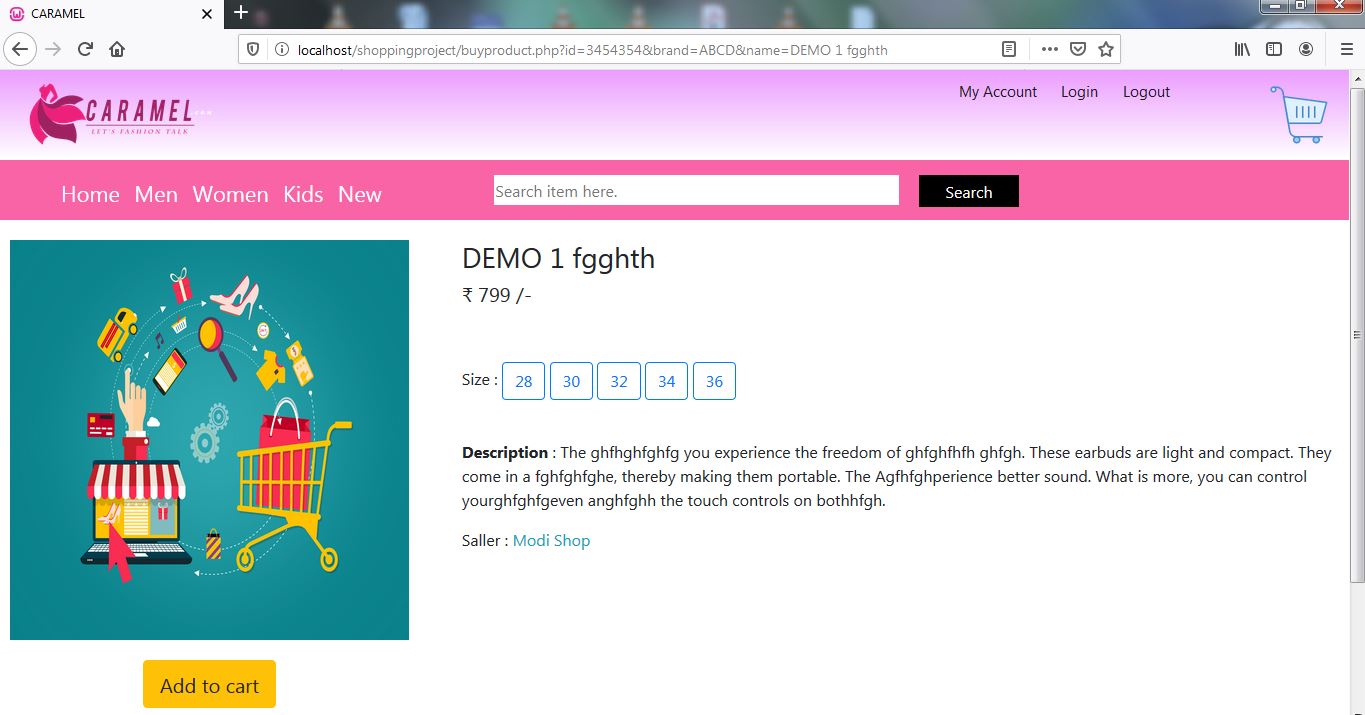 CARAMEL
localhost/shoppingproject/buyproduct.php?id=3454354&brand=ABCD&name=DEMO 1 fgghth
CARAMEL.com
LET'S FASHION TALK
My Account Login Logout
Home Men Women Kids New
Search item here.
Search
DEMO 1 fgghth
₹ 799 /-
Size : 28 30 32 34 36
Description : The ghfhghfghfg you experience the freedom of ghfghfhfh ghfgh. These earbuds are light and compact. They
come in a fghfghfghe, thereby making them portable. The Agfhfghperience better sound. What is more, you can control
yourghfghfgeven anghfghh the touch controls on bothhfgh.
Saller : Modi Shop
Add to cart